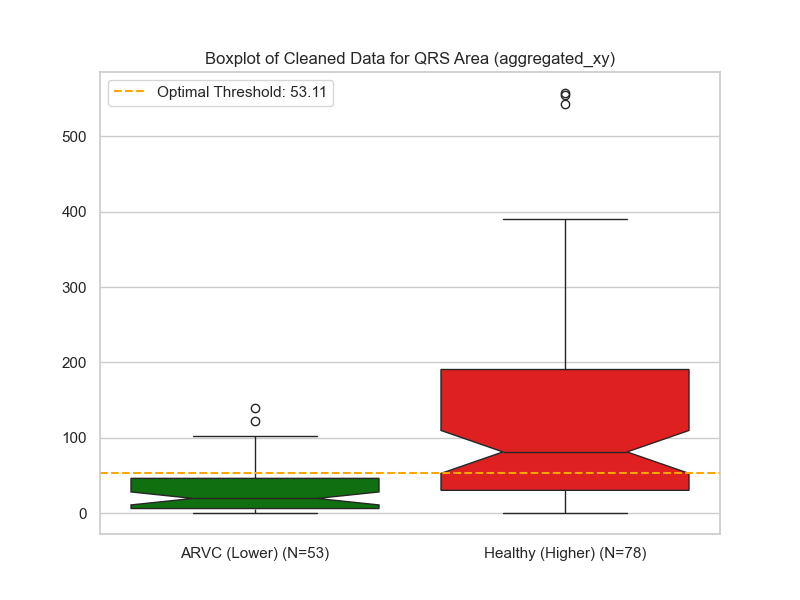 Boxplot of Cleaned Data for QRS Area (aggregated_xy)
Optimal Threshold: 53.11
500
400
300
200
100
0
ARVC (Lower) (N=53)
Healthy (Higher) (N=78)